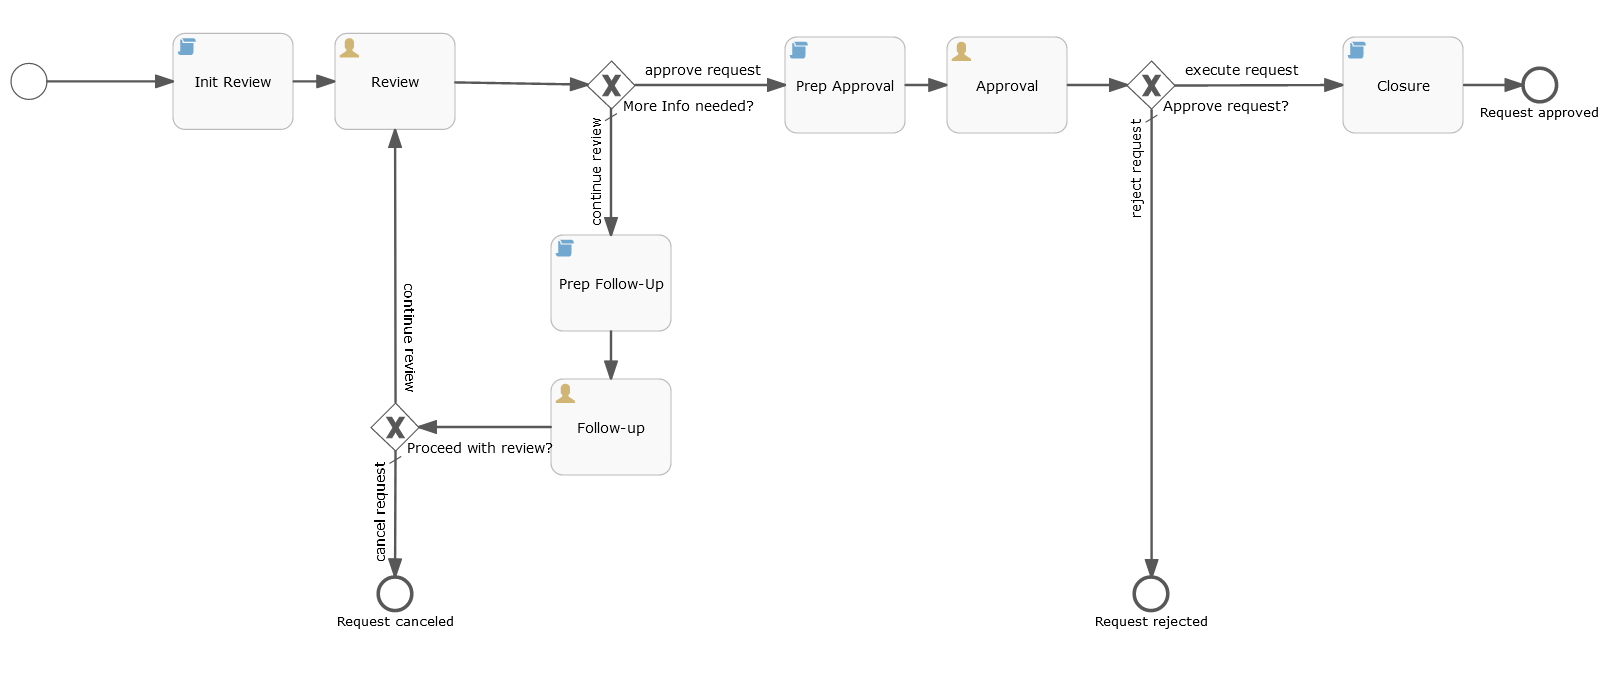 Init Review
Review
approve request
More Info needed?
continue review
Prep Approval
Approval
execute request
Approve request?
reject request
Closure
Request approved
Prep Follow-Up
Follow-up
continue review
Proceed with review?
cancel request
Request canceled
Request rejected